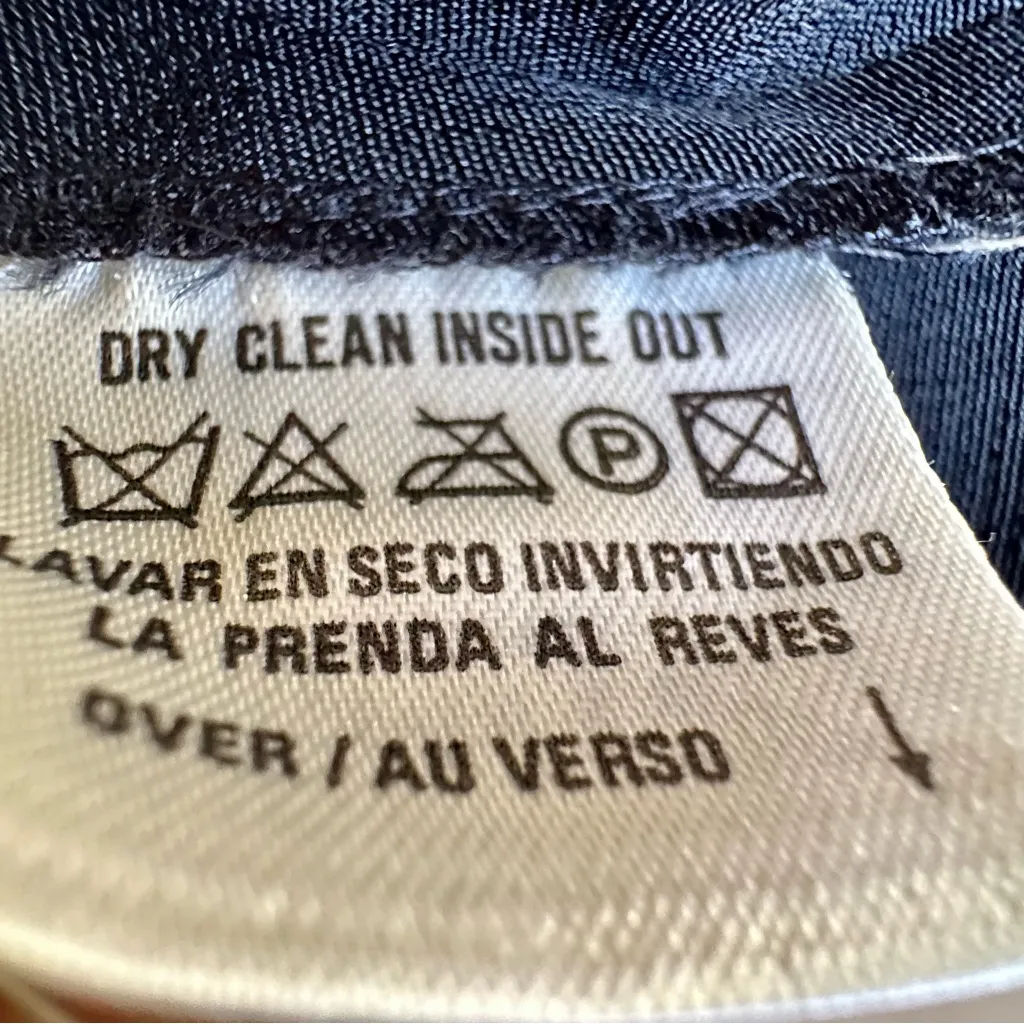 DRY CLEAN INSIDE OUT
P
LAVAR EN SECO INVIRTIENDO
LA PRENDA AL REVES
OVER / AU VERSO